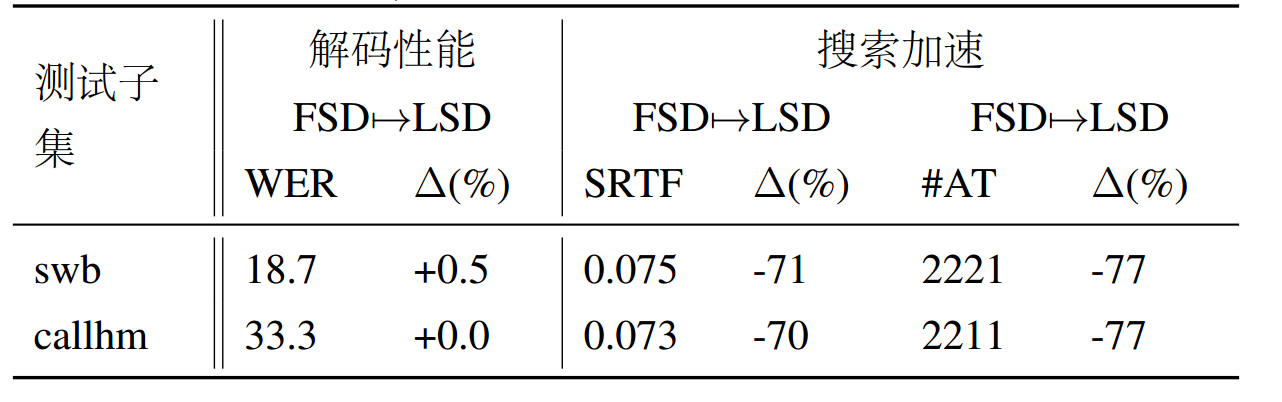 测试子集 解码性能 搜索加速
FSD↦LSD FSD↦LSD FSD↦LSD
WER Δ(%) SRTF Δ(%) #AT Δ(%)
swb 18.7 +0.5 0.075 -71 2221 -77
callhm 33.3 +0.0 0.073 -70 2211 -77